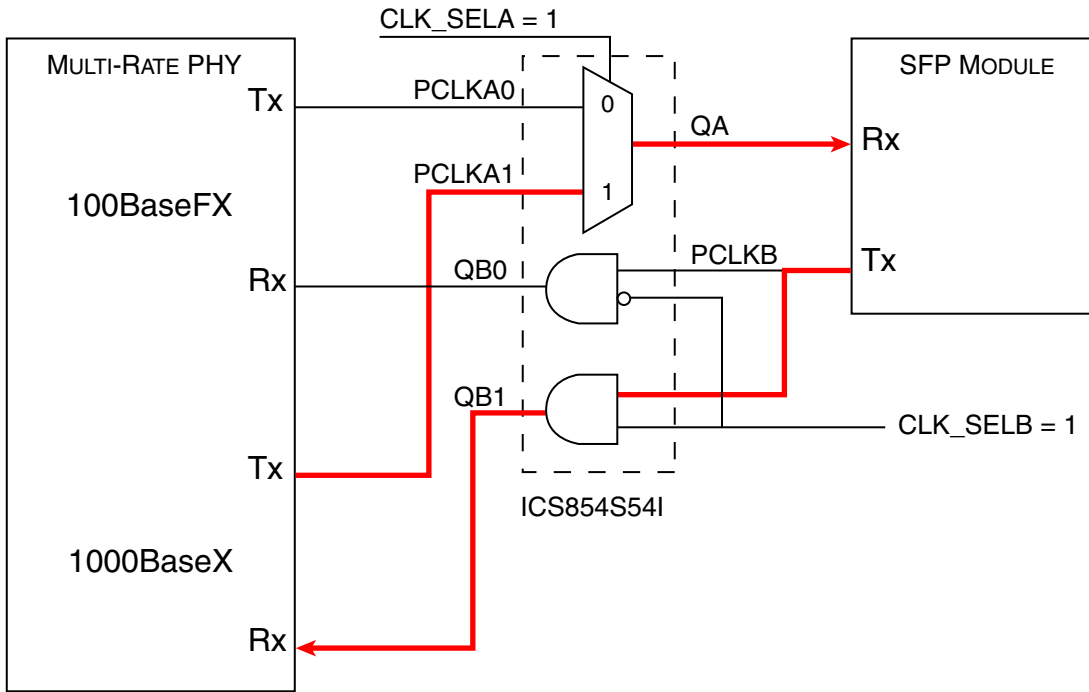 CLK_SELA = 1
MULTI-RATE PHY
SFP MODULE
Tx
PCLKA0
0
QA
Rx
PCLKA1
1
100BaseFX
PCLKB
Tx
Rx
QB0
QB1
CLK_SELB = 1
Tx
ICS854S54I
1000BaseX
Rx